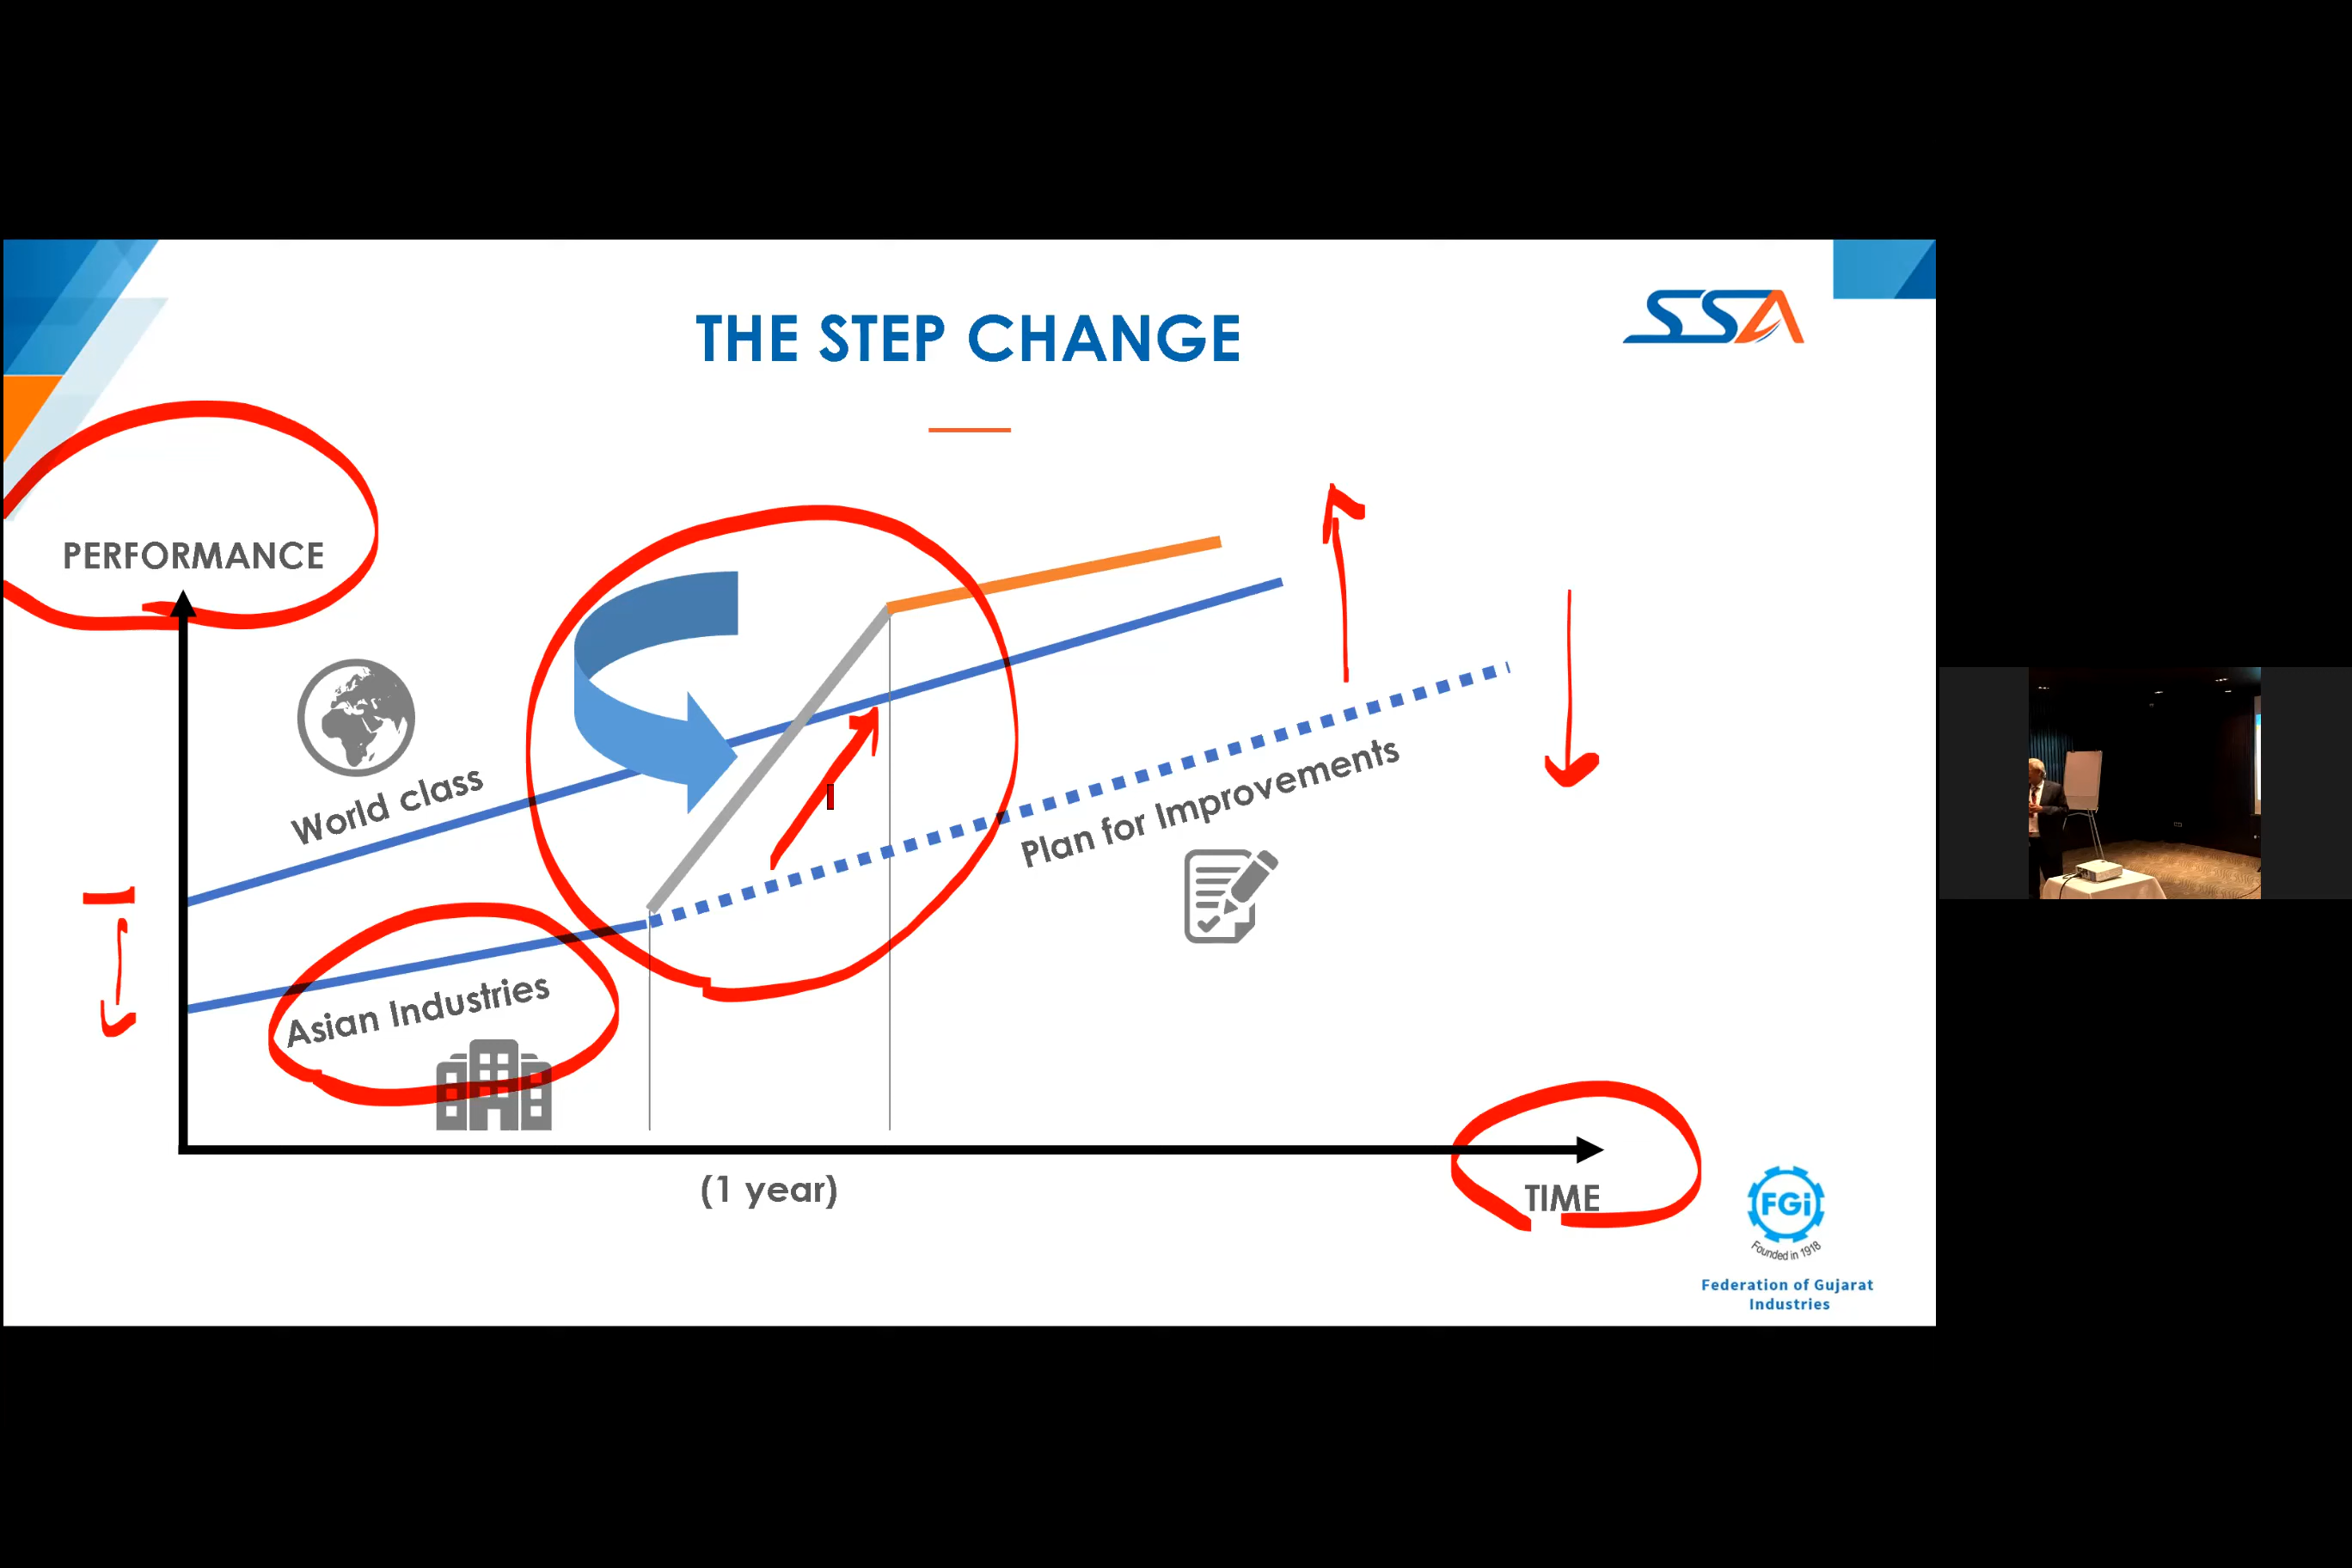 THE STEP CHANGE
SSA
PERFORMANCE
World class
Plan for Improvements
Asian Industries
(1 year)
TIME
FGi
Founded in 1918
Federation of Gujarat
Industries